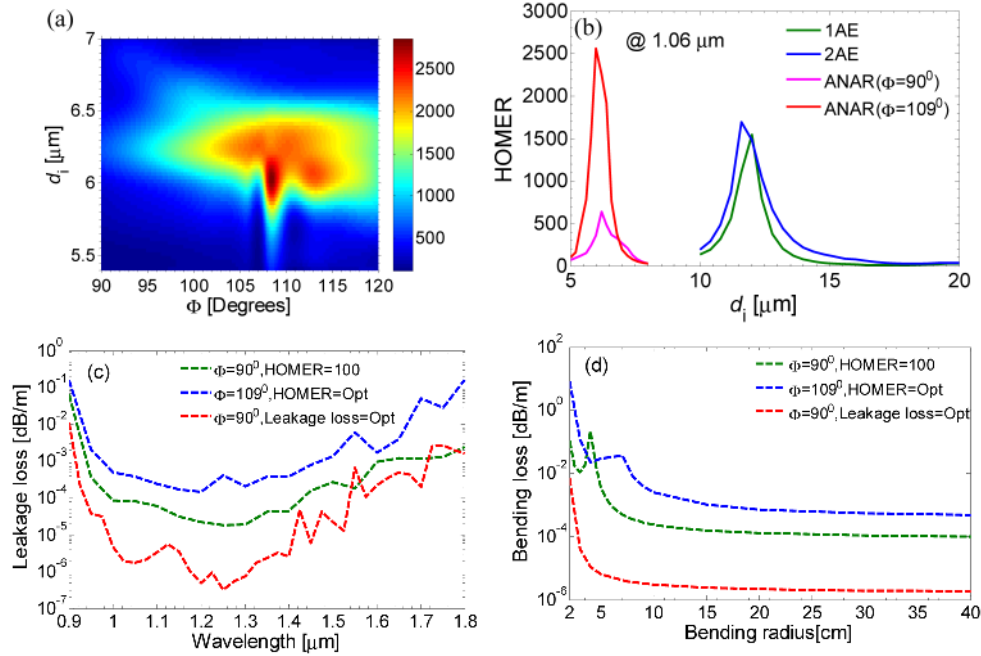 (a)
7
6.5
6
5.5
d_i [μm]
90 95 100 105 110 115 120
Φ [Degrees]
2500
2000
1500
1000
500
(b)
@ 1.06 μm
1AE
2AE
ANAR(Φ=90⁰)
ANAR(Φ=109⁰)
3000
2500
2000
1500
1000
500
0
HOMER
5 10 15 20
d_i [μm]
(c)
Φ=90⁰,HOMER=100
Φ=109⁰,HOMER=Opt
Φ=90⁰,Leakage loss=Opt
10⁰
10⁻¹
10⁻²
10⁻³
10⁻⁴
10⁻⁵
10⁻⁶
10⁻⁷
Leakage loss [dB/m]
0.9 1 1.1 1.2 1.3 1.4 1.5 1.6 1.7 1.8
Wavelength [μm]
(d)
Φ=90⁰,HOMER=100
Φ=109⁰,HOMER=Opt
Φ=90⁰,Leakage loss=Opt
10²
10⁰
10⁻²
10⁻⁴
10⁻⁶
Bending loss [dB/m]
2 5 10 15 20 25 30 35 40
Bending radius[cm]